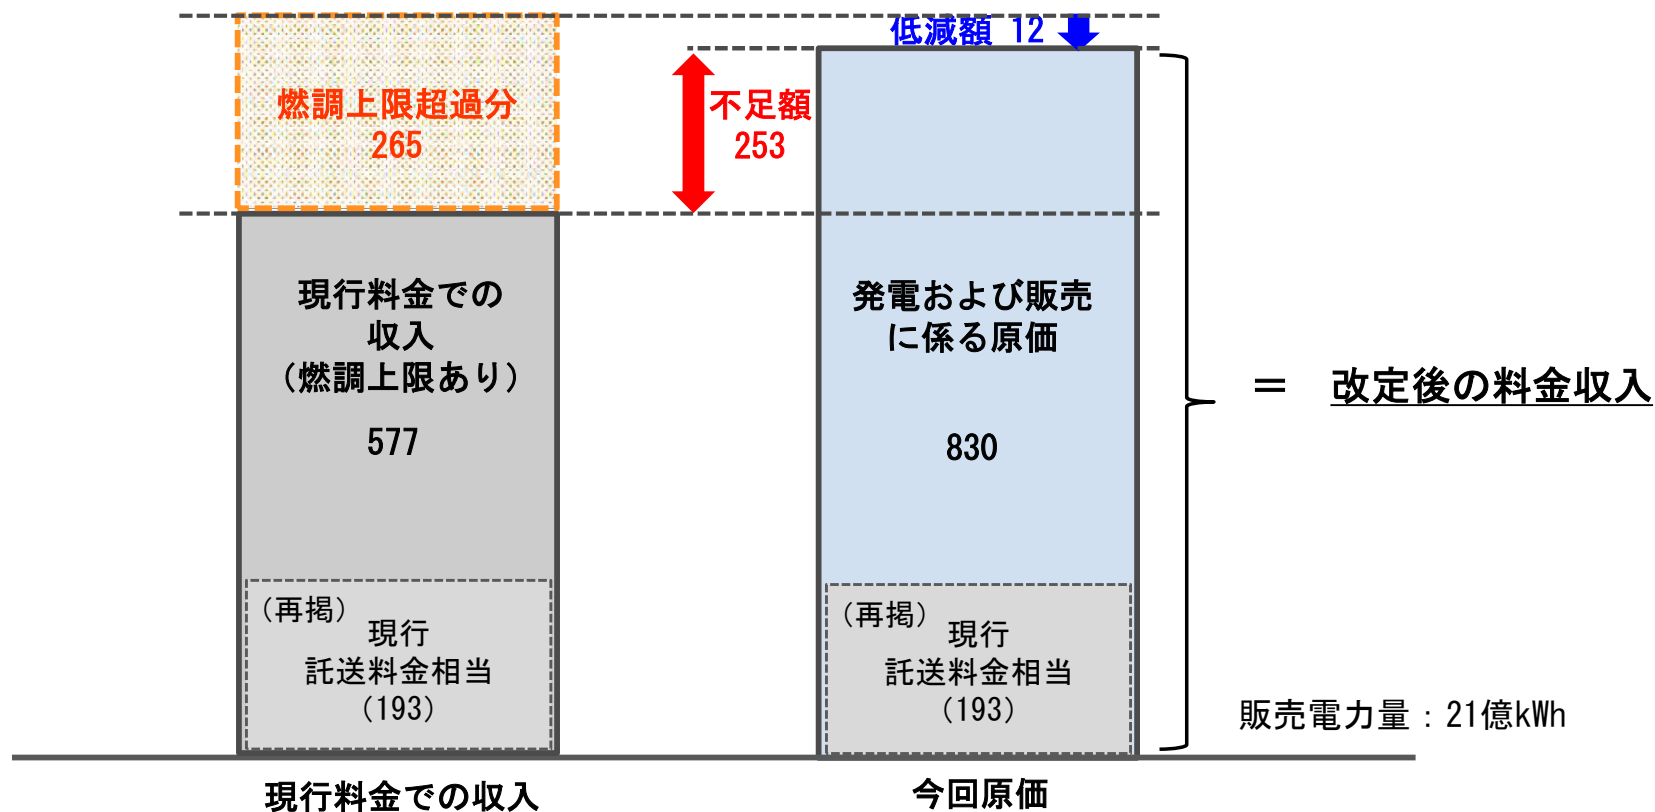 低減額 12
燃調上限超過分
265
不足額
253
現行料金での
収入
(燃調上限あり)
577
発電および販売
に係る原価
830
= 改定後の料金収入
(再掲)
現行
託送料金相当
(193)
(再掲)
現行
託送料金相当
(193)
販売電力量：21億kWh
現行料金での収入
今回原価